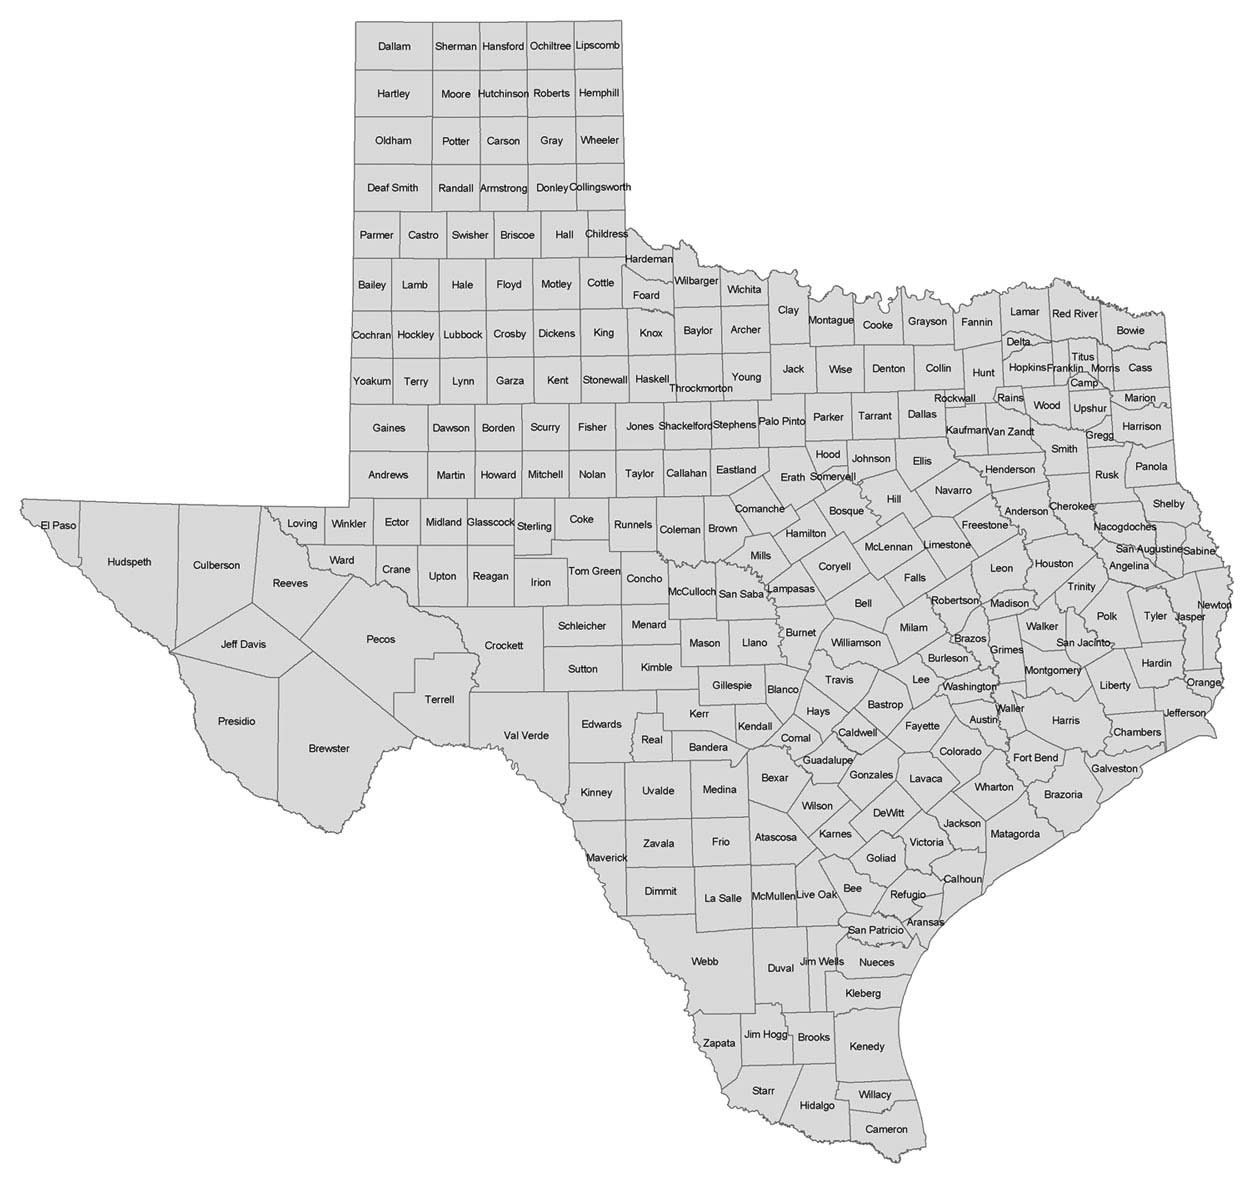 Dallam Sherman Hansford Ochiltree Lipscomb
Hartley Moore Hutchinson Roberts Hemphill
Oldham Potter Carson Gray Wheeler
Deaf Smith Randall Armstrong Donley Collingsworth
Parmer Castro Swisher Briscoe Hall Childress
Hardeman
Bailey Lamb Hale Floyd Motley Cottle Foard Wilbarger Wichita
Clay Montague Cooke Grayson Fannin Lamar Red River Bowie
Cochran Hockley Lubbock Crosby Dickens King Knox Baylor Archer
Delta Titus
Yoakum Terry Lynn Garza Kent Stonewall Haskell Throckmorton Young Jack Wise Denton Collin Hunt Hopkins Franklin Morris Cass
Camp
Rockwall Rains Wood Upshur Marion
Gaines Dawson Borden Scurry Fisher Jones Shackelford Stephens Palo Pinto Parker Tarrant Dallas Kaufman Van Zandt Gregg Harrison
Smith
Andrews Martin Howard Mitchell Nolan Taylor Callahan Eastland Erath Hood Somervell Johnson Ellis Henderson Rusk Panola
Hill Navarro
Comanche Bosque Freestone Anderson Cherokee Shelby
El Paso Loving Winkler Ector Midland Glasscock Sterling Coke Runnels Coleman Brown Hamilton Nacogdoches
McLennan Limestone San Augustine Sabine
Hudspeth Culberson Reeves Ward Crane Upton Reagan Irion Tom Green Concho Mills Coryell Falls Leon Houston Angelina
Trinity
McCulloch San Saba Lampasas Bell Robertson Madison Newton
Jeff Davis Pecos Crockett Schleicher Menard Mason Llano Burnet Williamson Milam Brazos Grimes Walker San Jacinto Polk Tyler Jasper
Terrell Sutton Kimble Gillespie Blanco Travis Lee Burleson Washington Montgomery Liberty Hardin Orange
Presidio Brewster Val Verde Edwards Real Kerr Bandera Kendall Comal Hays Caldwell Bastrop Fayette Austin Waller Harris Chambers Jefferson
Guadalupe Colorado Fort Bend Galveston
Kinney Uvalde Medina Bexar Wilson Gonzales Lavaca Wharton Brazoria
Maverick Zavala Frio Atascosa Karnes DeWitt Victoria Jackson Matagorda
Goliad
Dimmit La Salle McMullen Live Oak Bee Refugio Calhoun
Aransas
San Patricio
Webb Duval Jim Wells Nueces
Kleberg
Zapata Jim Hogg Brooks Kenedy
Starr Hidalgo Willacy
Cameron